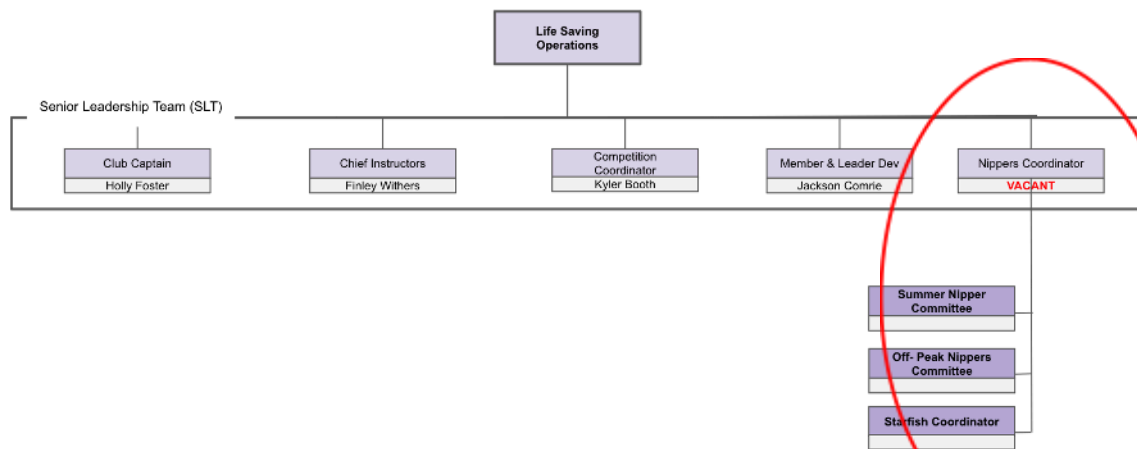 Life Saving
Operations
Senior Leadership Team (SLT)
Club Captain
Holly Foster
Chief Instructors
Finley Withers
Competition
Coordinator
Kyler Booth
Member & Leader Dev
Jackson Comrie
Nippers Coordinator
VACANT
Summer Nipper
Committee
Off- Peak Nippers
Committee
Starfish Coordinator